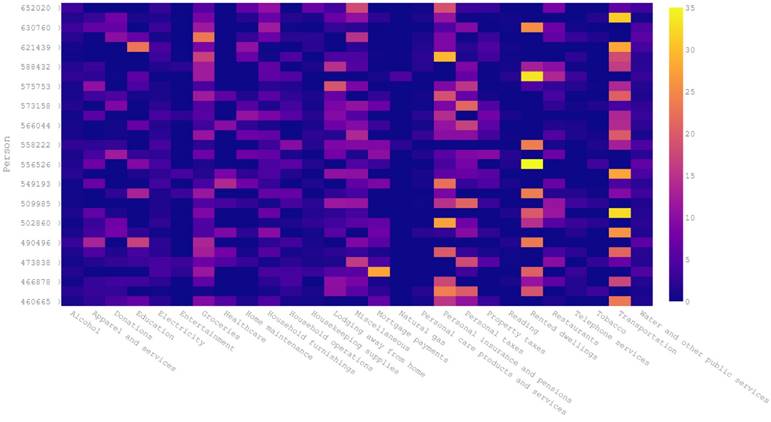 Person
652020
630760
621439
588432
575753
573158
566044
558222
556526
549193
509985
502860
490496
473838
466878
460665
Alcohol
Apparel and services
Donations
Education
Electricity
Entertainment
Groceries
Healthcare
Home maintenance
Household furnishings
Household operations
Housekeeping supplies
Lodging away from home
Miscellaneous
Mortgage payments
Natural gas
Personal care products and services
Personal insurance and pensions
Personal taxes
Property taxes
Reading
Rented dwellings
Restaurants
Telephone services
Tobacco
Transportation
Water and other public services
35
30
25
20
15
10
5
0